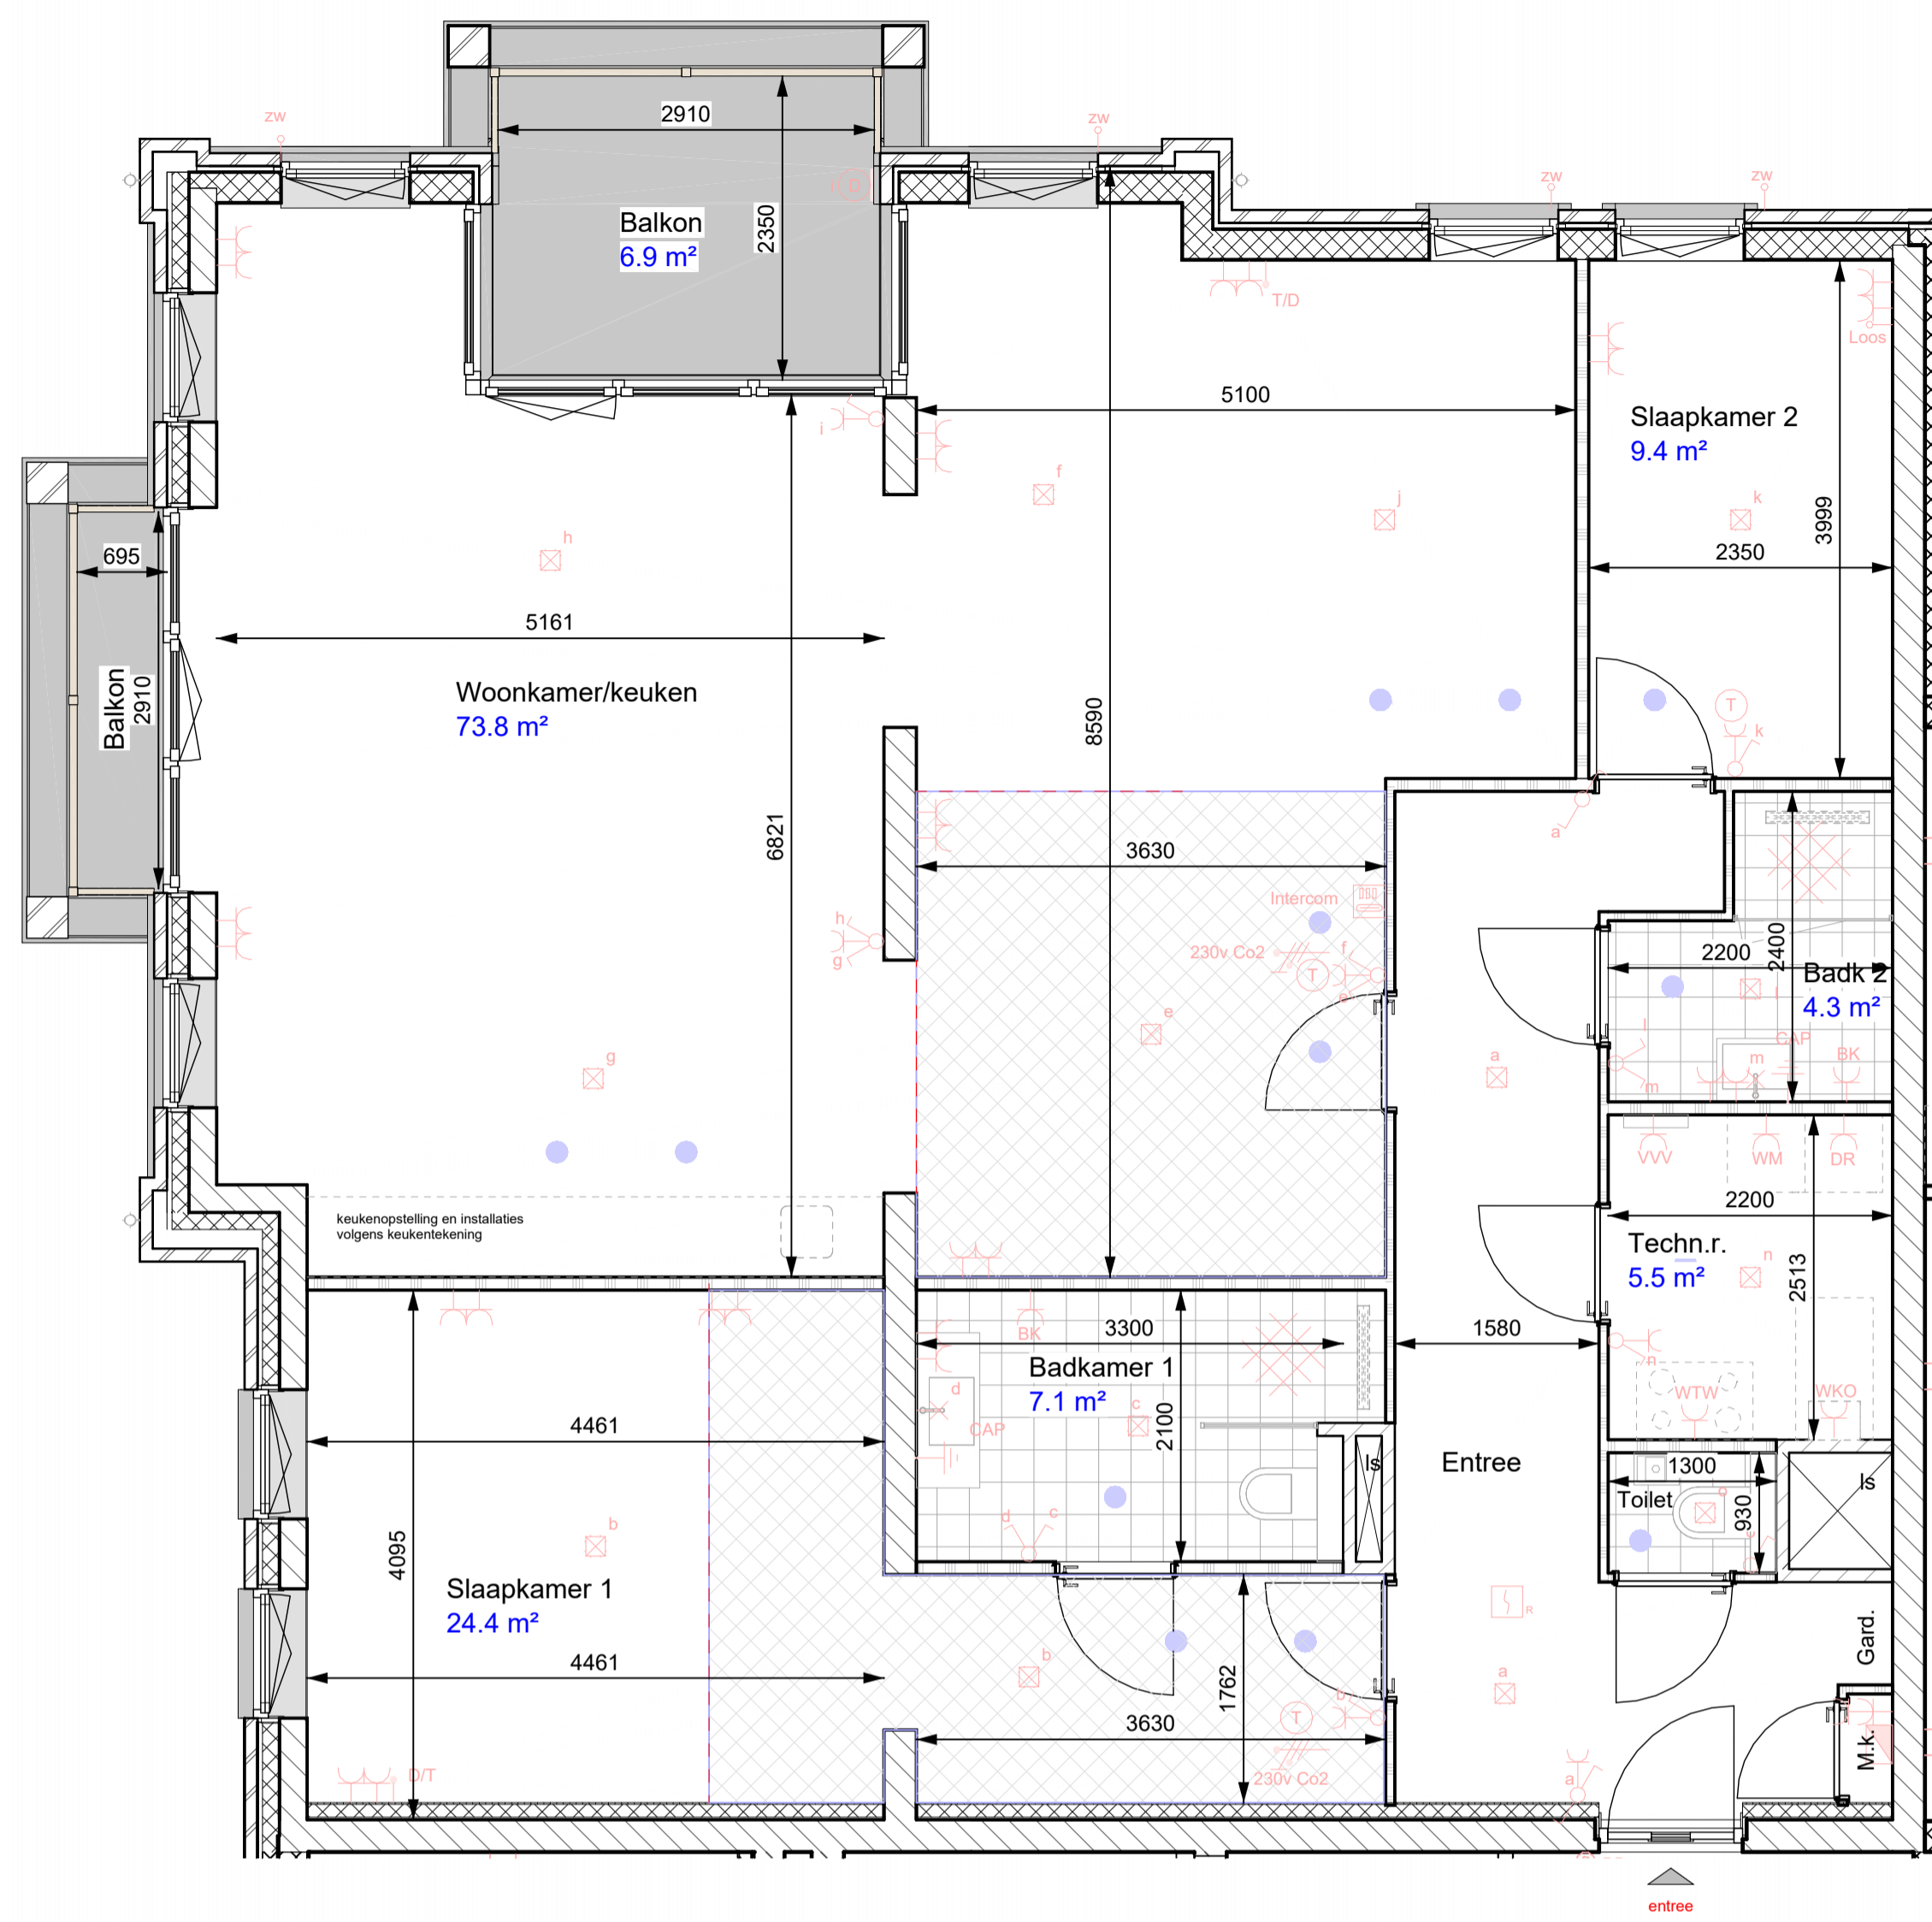 zw
zw
zw
zw
2910
2350
Balkon
6.9 m²
T/D
Loos
i
5100
Slaapkamer 2
9.4 m²
f
j
k
h
695
3999
2350
5161
Balkon
2910
Woonkamer/keuken
73.8 m²
8590
T
k
a
6821
3630
Intercom
h
g
230v Co2
T
f
e
e
2200
2400
Badk 2
4.3 m²
l
l
m
m
CAP
BK
g
a
VVV
WM
DR
2200
keukenopstelling en installaties
volgens keukentekening
Techn.r.
5.5 m²
n
2513
BK
3300
1580
Badkamer 1
7.1 m²
n
d
c
CAP
2100
WTW
WKO
4461
Is
Entree
1300
Is
Toilet
o
930
d
c
b
4095
Slaapkamer 1
24.4 m²
R
Gard.
4461
b
1762
b
a
T
3630
M.k.
D/T
230v Co2
a
entree